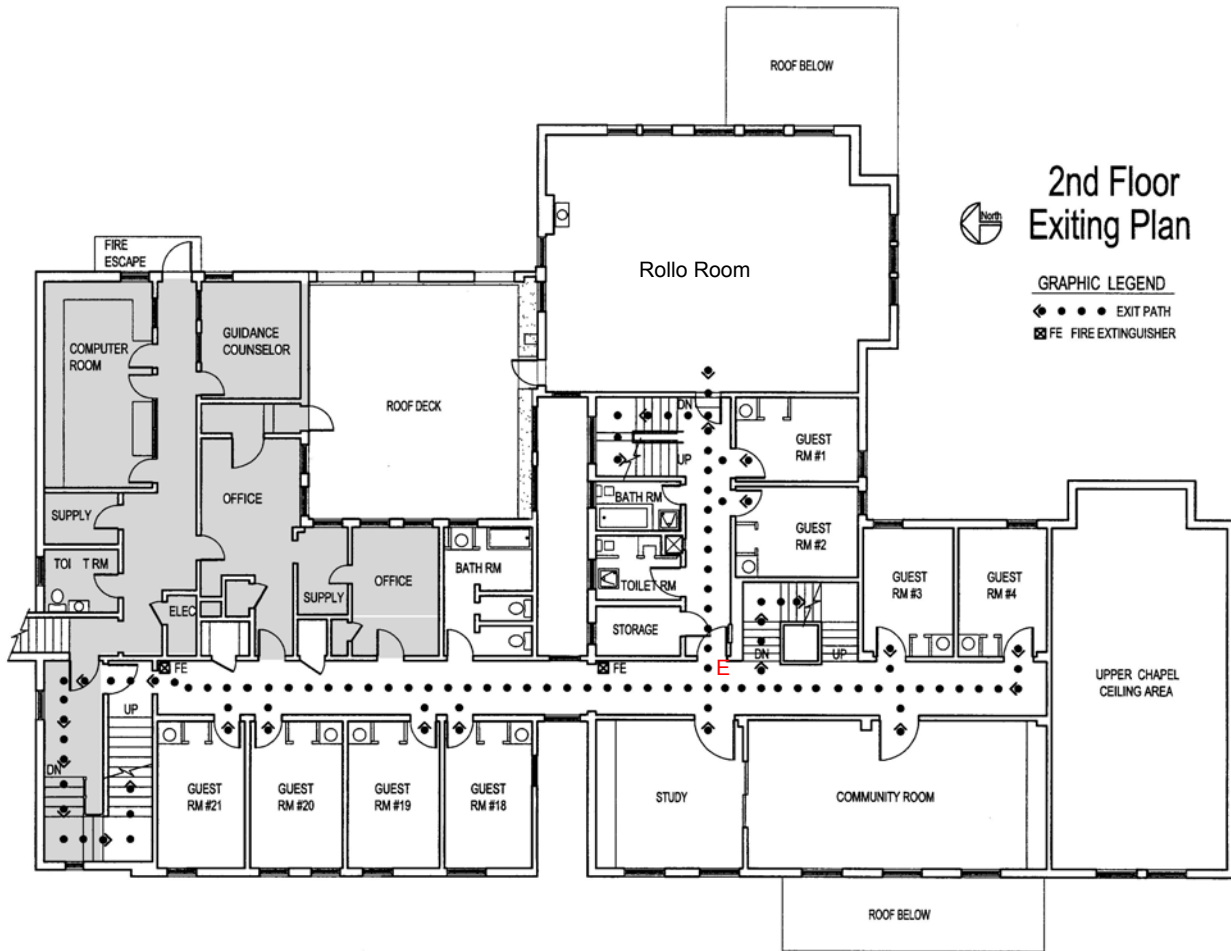 ROOF BELOW
2nd Floor
Exiting Plan
North
GRAPHIC LEGEND
EXIT PATH
FE FIRE EXTINGUISHER
Rollo Room
FIRE
ESCAPE
COMPUTER
ROOM
GUIDANCE
COUNSELOR
ROOF DECK
DN
UP
GUEST
RM #1
OFFICE
BATH RM
SUPPLY
GUEST
RM #2
TOI T RM
OFFICE
BATH RM
TOILET RM
GUEST
RM #3
GUEST
RM #4
ELEC
SUPPLY
STORAGE
DN
UP
FE
FE
E
UPPER CHAPEL
CEILING AREA
UP
DN
GUEST
RM #21
GUEST
RM #20
GUEST
RM #19
GUEST
RM #18
STUDY
COMMUNITY ROOM
ROOF BELOW